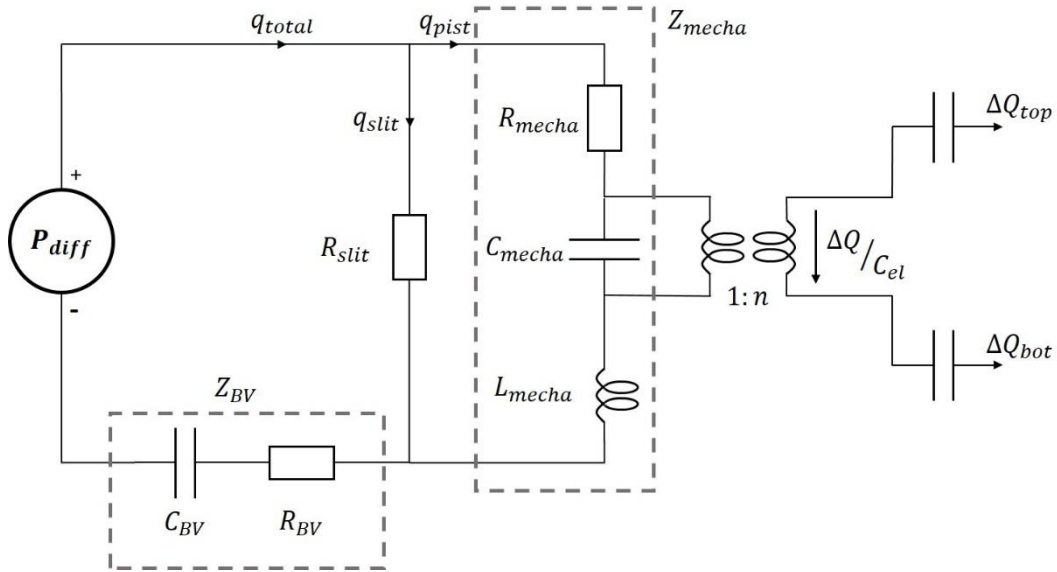 q_total
q_pist
Z_mecha
q_slit
R_mecha
ΔQ_top
+
P_diff
-
R_slit
C_mecha
ΔQ/C_el
1:n
ΔQ_bot
Z_BV
L_mecha
C_BV
R_BV